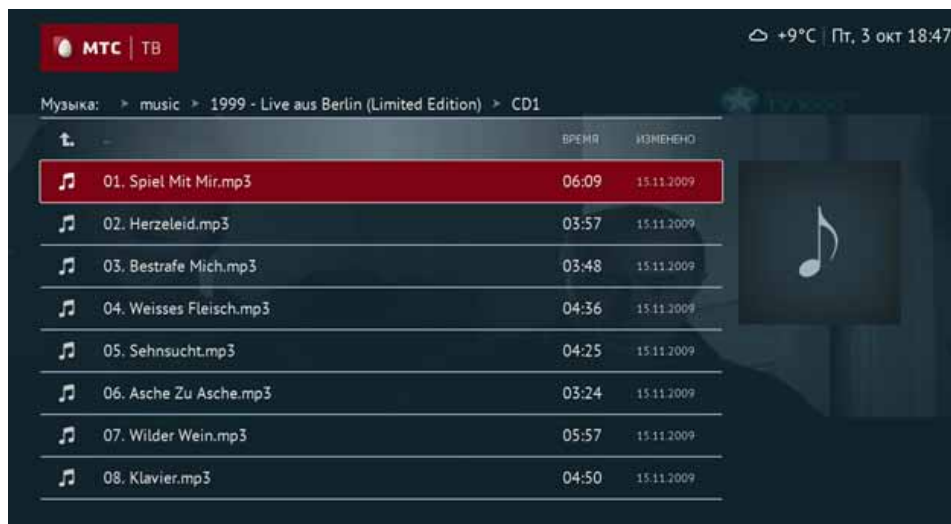 МТС | ТВ
+9°C | Пт, 3 окт 18:47
Музыка: ➤ music ➤ 1999 - Live aus Berlin (Limited Edition) ➤ CD1
.. ВРЕМЯ ИЗМЕНЕНО
01. Spiel Mit Mir.mp3 06:09 15.11.2009
02. Herzeleid.mp3 03:57 15.11.2009
03. Bestrafe Mich.mp3 03:48 15.11.2009
04. Weisses Fleisch.mp3 04:36 15.11.2009
05. Sehnsucht.mp3 04:25 15.11.2009
06. Asche Zu Asche.mp3 03:24 15.11.2009
07. Wilder Wein.mp3 05:57 15.11.2009
08. Klavier.mp3 04:50 15.11.2009